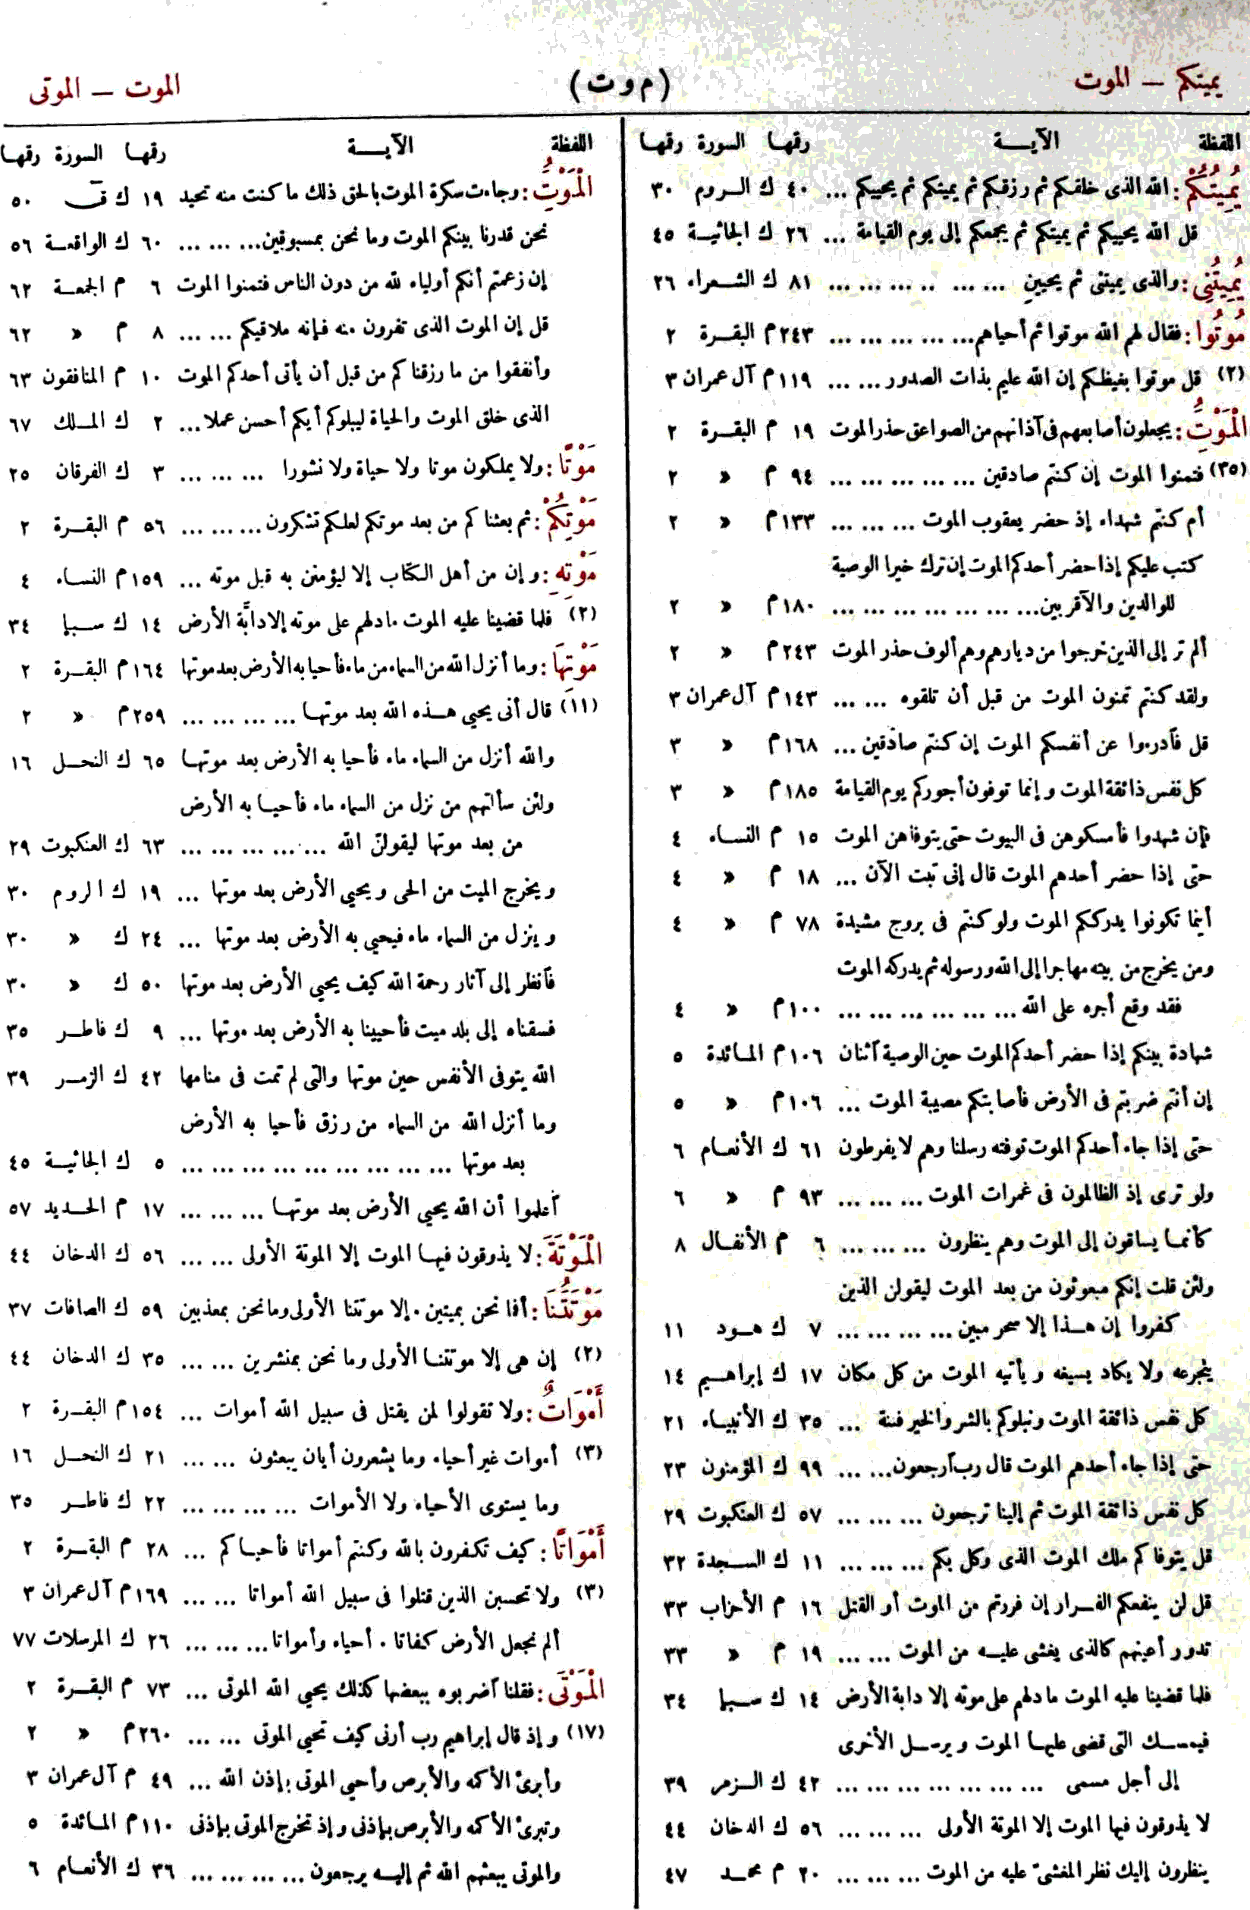 يميتكم — الموت
(م و ت)
الموت — الموتى
اللفظة الآيـــة رقها السورة رقها
يُمِيتُكُمْ : الله الذى خلقكم ثم رزقكم ثم يميتكم ثم يحييكم ... ٤٠ ك الروم ٣٠
قل الله يحييكم ثم يميتكم ثم يجمعكم إلى يوم القيامة ... ٢٦ ك الجاثية ٤٥
يُمِيتُنِى : والذى يميتنى ثم يحيين ... ... ... ... ... ... ٨١ ك الشعراء ٢٦
مُوتُوا : فقال لهم الله موتوا ثم أحياهم ... ... ... ... ... ٢٤٣ م البقرة ٢
(٢) قل موتوا بغيظكم إن الله عليم بذات الصدور ... ... ١١٩ م آل عمران ٣
الْمَوْتِ : يجعلون أصابعهم فى آذانهم من الصواعق حذر الموت ١٩ م البقرة ٢
(٣٥) فتمنوا الموت إن كنتم صادقين ... ... ... ... ... ٩٤ م » ٢
أم كنتم شهداء إذ حضر يعقوب الموت ... ... ... ١٣٣ م » ٢
كتب عليكم إذا حضر أحدكم الموت إن ترك خيرا الوصية
للوالدين والأقربين ... ... ... ... ... ... ... ١٨٠ م » ٢
ألم تر إلى الذين خرجوا من ديارهم وهم ألوف حذر الموت ٢٤٣ م » ٢
ولقد كنتم تمنون الموت من قبل أن تلقوه ... ... ١٤٣ م آل عمران ٣
قل فٱدرءوا عن أنفسكم الموت إن كنتم صادقين ... ١٦٨ م » ٣
كل نفس ذائقة الموت وإنما توفون أجوركم يوم القيامة ١٨٥ م » ٣
فإن شهدوا فأمسكوهن فى البيوت حتى يتوفاهن الموت ١٥ م النساء ٤
حتى إذا حضر أحدهم الموت قال إنى تبت الآن ... ١٨ م » ٤
أينما تكونوا يدرككم الموت ولو كنتم فى بروج مشيدة ٧٨ م » ٤
ومن يخرج من بيته مهاجرا إلى الله ورسوله ثم يدركه الموت
فقد وقع أجره على الله ... ... ... ... ... ... ١٠٠ م » ٤
شهادة بينكم إذا حضر أحدكم الموت حين الوصية ٱثنان ١٠٦ م المائدة ٥
إن أنتم ضربتم فى الأرض فأصابتكم مصيبة الموت ... ١٠٦ م » ٥
حتى إذا جاء أحدكم الموت توفته رسلنا وهم لا يفرطون ٦١ ك الأنعام ٦
ولو ترى إذ الظالمون فى غمرات الموت ... ... ... ٩٣ م » ٦
كأنما يساقون إلى الموت وهم ينظرون ... ... ... ٦ م الأنفال ٨
ولئن قلت إنكم مبعوثون من بعد الموت ليقولن الذين
كفروا إن هذا إلا سحر مبين ... ... ... ... ٧ ك هود ١١
يتجرعه ولا يكاد يسيغه ويأتيه الموت من كل مكان ١٧ ك إبراهيم ١٤
كل نفس ذائقة الموت ونبلوكم بالشر والخير فتنة ... ٣٥ ك الأنبياء ٢١
حتى إذا جاء أحدهم الموت قال رب ٱرجعون ... ... ٩٩ ك المؤمنون ٢٣
كل نفس ذائقة الموت ثم إلينا ترجعون ... ... ... ٥٧ ك العنكبوت ٢٩
قل يتوفاكم ملك الموت الذى وكل بكم ... ... ... ١١ ك السجدة ٣٢
قل لن ينفعكم الفرار إن فررتم من الموت أو القتل ١٦ م الأحزاب ٣٣
تدور أعينهم كالذى يغشى عليه من الموت ... ... ١٩ م » ٣٣
فلما قضينا عليه الموت ما دلهم على موته إلا دابة الأرض ١٤ ك سبإ ٣٤
فيمسك التى قضى عليها الموت ويرسل الأخرى
إلى أجل مسمى ... ... ... ... ... ... ... ٤٢ ك الزمر ٣٩
لا يذوقون فيها الموت إلا الموتة الأولى ... ... ... ٥٦ ك الدخان ٤٤
ينظرون إليك نظر المغشىّ عليه من الموت ... ... ... ٢٠ م محمد ٤٧
اللفظة الآيـــة رقها السورة رقها
الْمَوْتِ : وجاءت سكرة الموت بالحق ذلك ما كنت منه تحيد ١٩ ك قٓ ٥٠
نحن قدرنا بينكم الموت وما نحن بمسبوقين ... ... ... ٦٠ ك الواقعة ٥٦
إن زعمتم أنكم أولياء لله من دون الناس فتمنوا الموت ٦ م الجمعة ٦٢
قل إن الموت الذى تفرون منه فإنه ملاقيكم ... ... ٨ م » ٦٢
وأنفقوا من ما رزقناكم من قبل أن يأتى أحدكم الموت ١٠ م المنافقون ٦٣
الذى خلق الموت والحياة ليبلوكم أيكم أحسن عملا ... ٢ ك الملك ٦٧
مَوْتًا : ولا يملكون موتا ولا حياة ولا نشورا ... ... ... ٣ ك الفرقان ٢٥
مَوْتِكُمْ : ثم بعثناكم من بعد موتكم لعلكم تشكرون ... ... ... ٥٦ م البقرة ٢
مَوْتِهِ : وإن من أهل الكتاب إلا ليؤمنن به قبل موته ... ١٥٩ م النساء ٤
(٢) فلما قضينا عليه الموت ما دلهم على موته إلا دابَّة الأرض ١٤ ك سبإ ٣٤
مَوْتِهَا : وما أنزل الله من السماء من ماء فأحيا به الأرض بعد موتها ١٦٤ م البقرة ٢
(١١) قال أنى يحيى هذه الله بعد موتها ... ... ... ... ٢٥٩ م » ٢
والله أنزل من السماء ماء فأحيا به الأرض بعد موتها ٦٥ ك النحل ١٦
ولئن سألتهم من نزل من السماء ماء فأحيا به الأرض
من بعد موتها ليقولن الله ... ... ... ... ... ٦٣ ك العنكبوت ٢٩
ويخرج الميت من الحى ويحيي الأرض بعد موتها ... ١٩ ك الروم ٣٠
وينزل من السماء ماء فيحيي به الأرض بعد موتها ... ٢٤ ك » ٣٠
فٱنظر إلى آثار رحمة الله كيف يحيي الأرض بعد موتها ٥٠ ك » ٣٠
فسقناه إلى بلد ميت فأحيينا به الأرض بعد موتها ... ٩ ك فاطر ٣٥
الله يتوفى الأنفس حين موتها والتى لم تمت فى منامها ٤٢ ك الزمر ٣٩
وما أنزل الله من السماء من رزق فأحيا به الأرض
بعد موتها ... ... ... ... ... ... ... ... ٥ ك الجاثية ٤٥
ٱعلموا أن الله يحيي الأرض بعد موتها ... ... ... ١٧ م الحديد ٥٧
الْمَوْتَةَ : لا يذوقون فيها الموت إلا الموتة الأولى ... ... ٥٦ ك الدخان ٤٤
مَوْتَتُنَا : أفما نحن بميتين . إلا موتتنا الأولى وما نحن بمعذبين ٥٩ ك الصافات ٣٧
(٢) إن هى إلا موتتنا الأولى وما نحن بمنشرين ... ... ٣٥ ك الدخان ٤٤
أَمْوَاتٌ : ولا تقولوا لمن يقتل فى سبيل الله أموات ... ١٥٤ م البقرة ٢
(٣) أموات غير أحياء وما يشعرون أيان يبعثون ... ... ٢١ ك النحل ١٦
وما يستوى الأحياء ولا الأموات ... ... ... ... ٢٢ ك فاطر ٣٥
أَمْوَاتًا : كيف تكفرون بالله وكنتم أمواتا فأحياكم ... ٢٨ م البقرة ٢
(٣) ولا تحسبن الذين قتلوا فى سبيل الله أمواتا ... ... ١٦٩ م آل عمران ٣
ألم نجعل الأرض كفاتا . أحياء وأمواتا ... ... ... ٢٦ ك المرسلات ٧٧
الْمَوْتَى : فقلنا ٱضربوه ببعضها كذلك يحيي الله الموتى ... ٧٣ م البقرة ٢
(١٧) وإذ قال إبراهيم رب أرنى كيف تحيي الموتى ... ... ٢٦٠ م » ٢
وأبرئ الأكمه والأبرص وأحيي الموتى بإذن الله ... ٤٩ م آل عمران ٣
وتبرئ الأكمه والأبرص بإذنى وإذ تخرج الموتى بإذنى ١١٠ م المائدة ٥
والموتى يبعثهم الله ثم إليه يرجعون ... ... ... ... ٣٦ ك الأنعام ٦